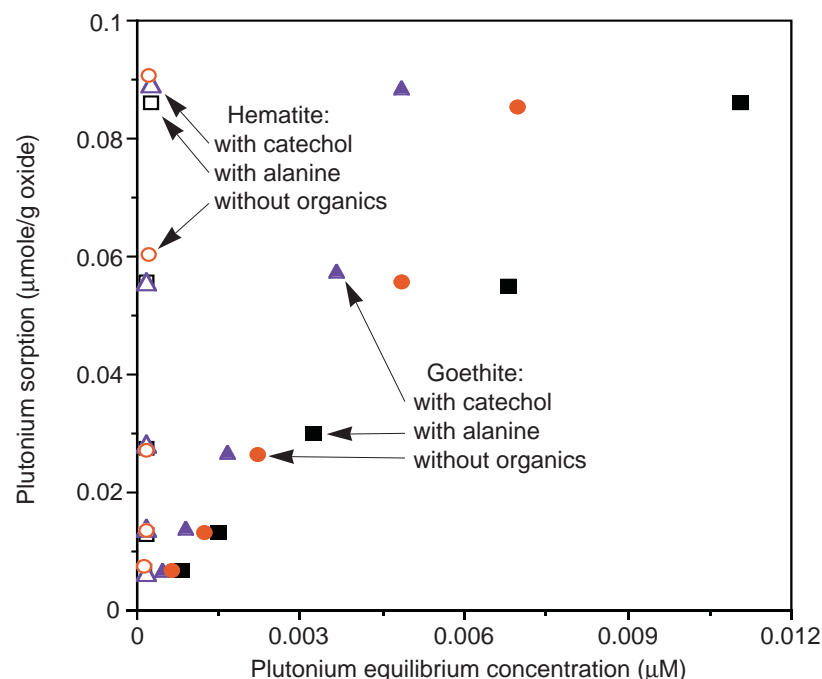 0.1
0.08
0.06
0.04
0.02
0
Plutonium sorption (μmole/g oxide)
Hematite:
with catechol
with alanine
without organics
Goethite:
with catechol
with alanine
without organics
0
0.003
0.006
0.009
0.012
Plutonium equilibrium concentration (μM)